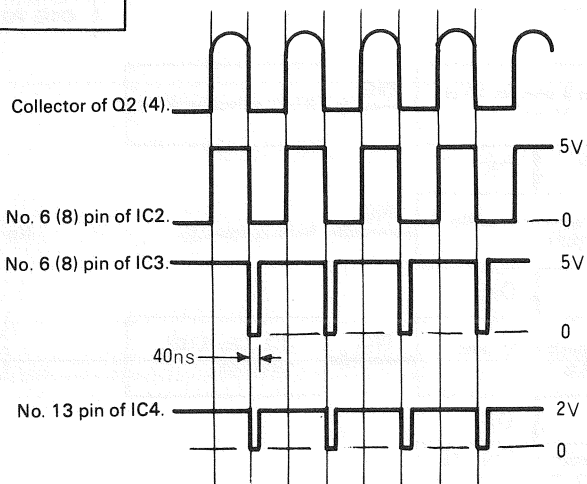 Collector of Q2 (4).
5V
No. 6 (8) pin of IC2.
0
No. 6 (8) pin of IC3.
5V
0
40ns
No. 13 pin of IC4.
2V
0